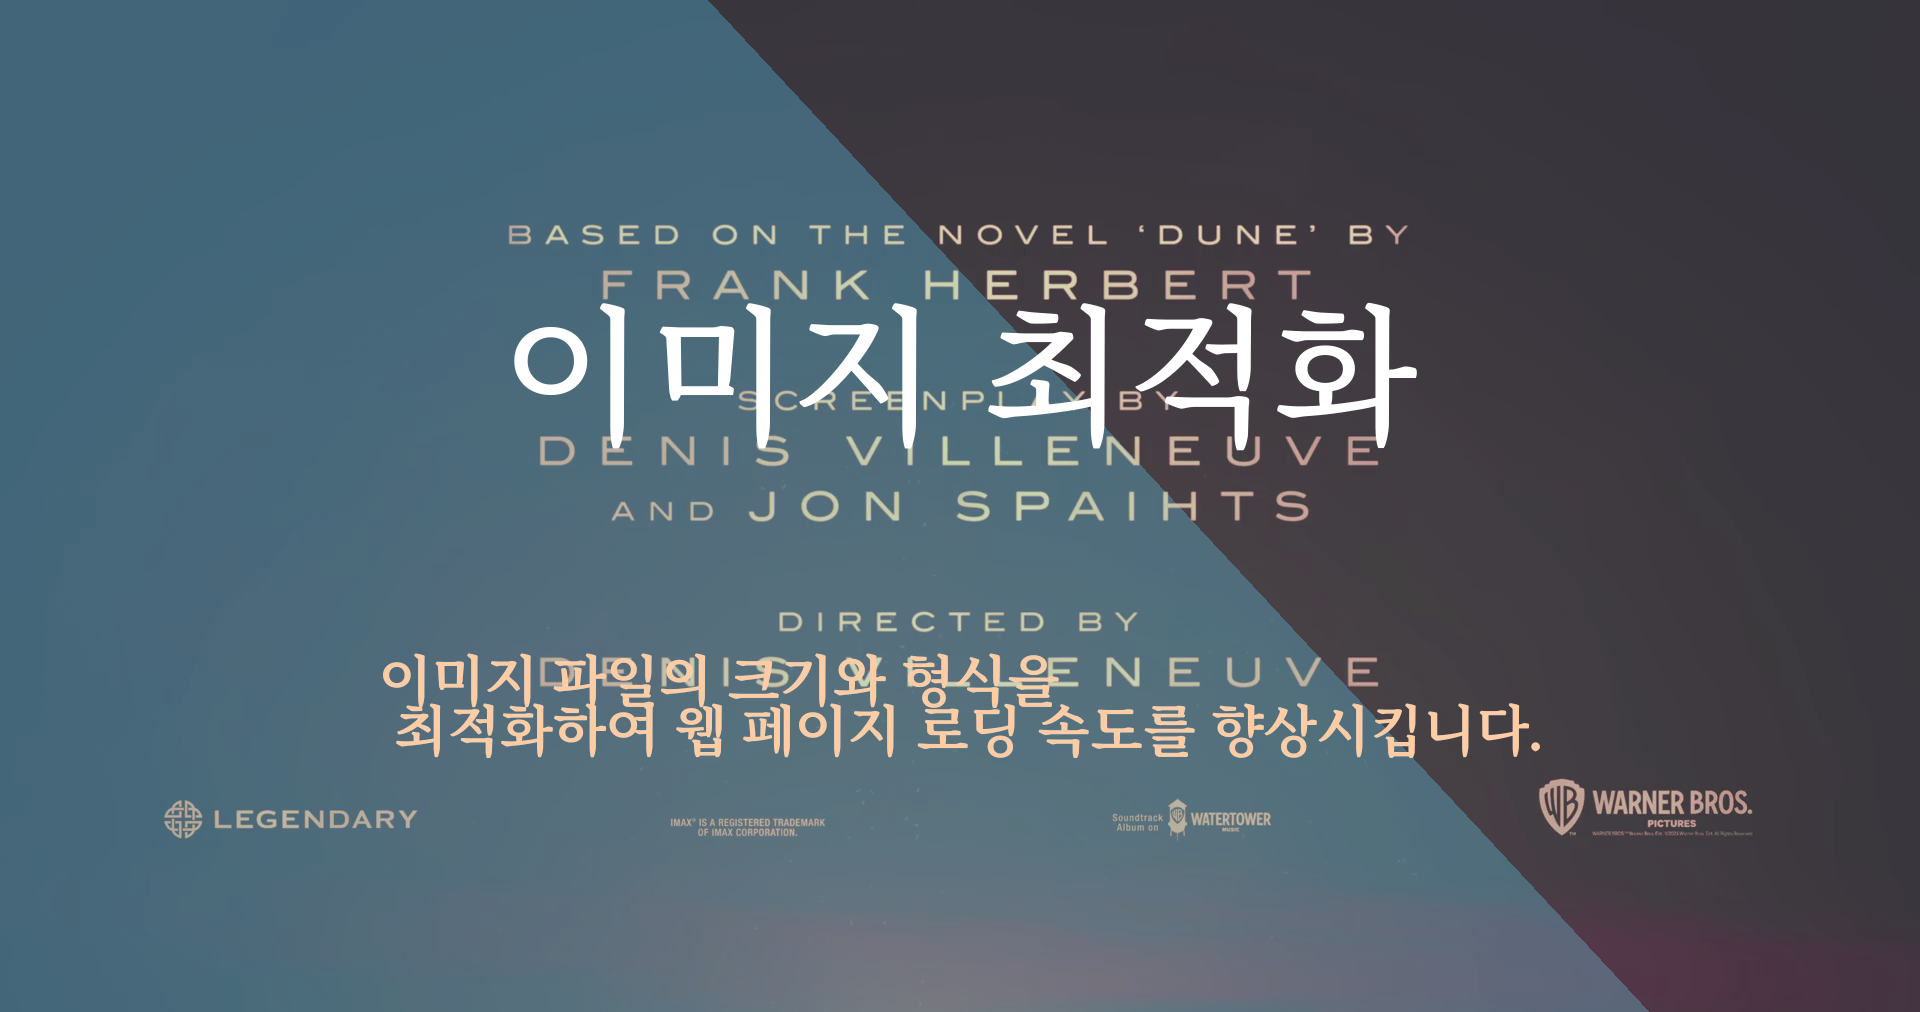 BASED ON THE NOVEL ‘DUNE’ BY
FRANK HERBERT
이미지 최적화
SCREENPLAY BY
DENIS VILLENEUVE
AND JON SPAIHTS
DIRECTED BY
DENIS VILLENEUVE
이미지 파일의 크기와 형식을
최적화하여 웹 페이지 로딩 속도를 향상시킵니다.
LEGENDARY
IMAX® IS A REGISTERED TRADEMARK
OF IMAX CORPORATION.
Soundtrack
Album on
WATERTOWER
MUSIC
WB
WARNER BROS.
PICTURES